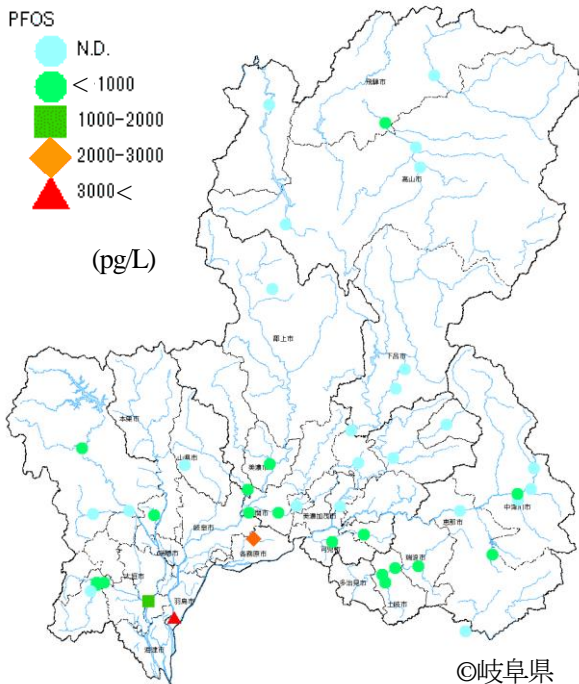 PFOS
N.D.
< 1000
1000-2000
2000-3000
3000<
(pg/L)
飛騨市
高山市
郡上市
下呂市
本巣市
山県市
美濃市
関市
美濃加茂市
中津川市
恵那市
岐阜市
瑞穂市
各務原市
可児市
瑞浪市
多治見市
土岐市
大垣市
羽島市
海津市
©岐阜県